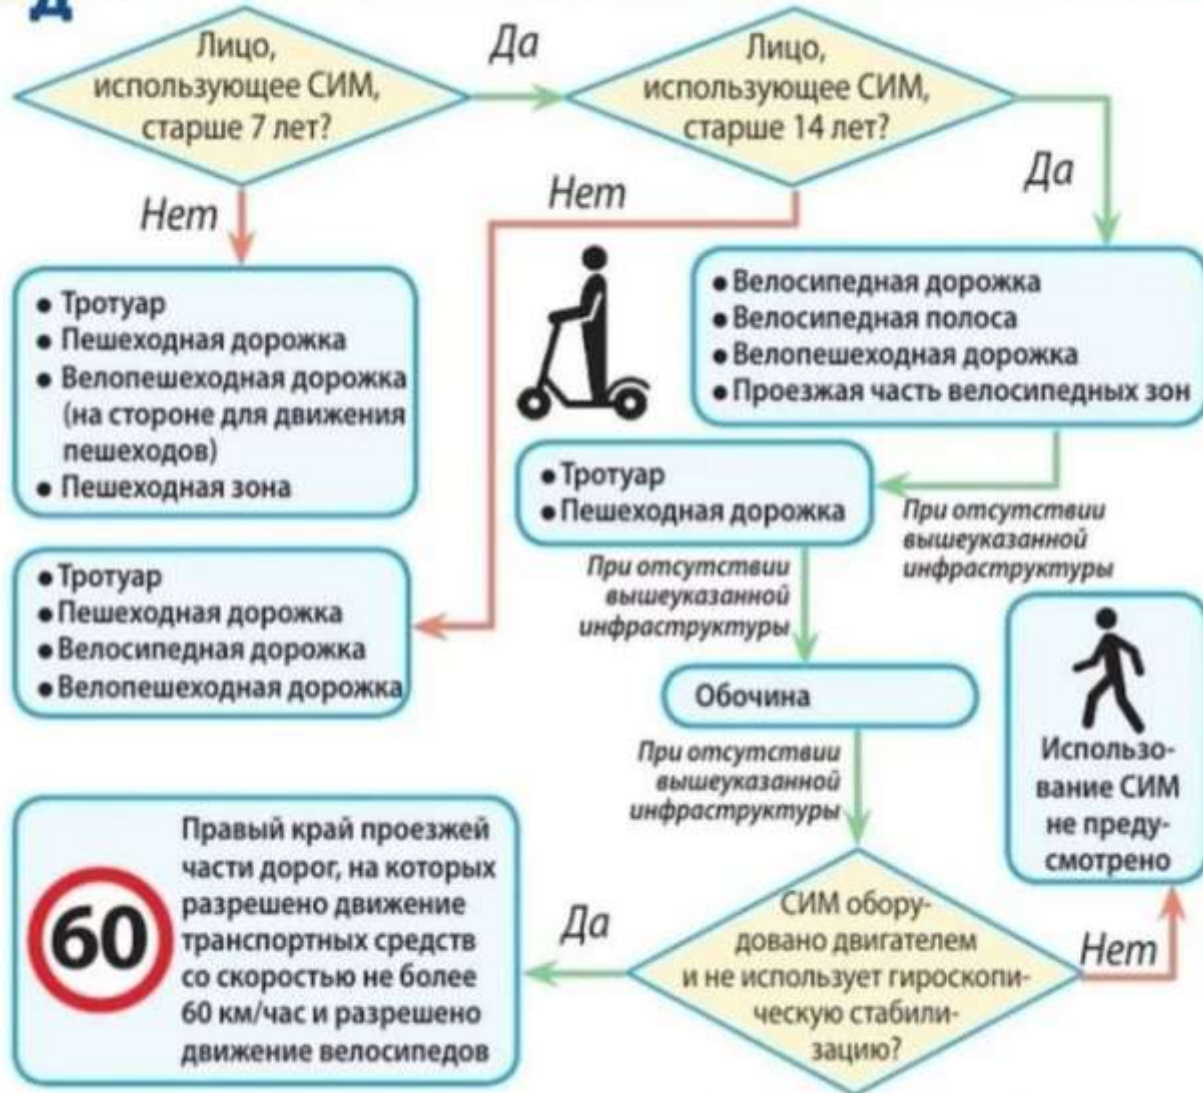 д
Лицо,
использующее СИМ,
старше 7 лет?
Да
Лицо,
использующее СИМ,
старше 14 лет?
Да
Нет
Нет
● Тротуар
● Пешеходная дорожка
● Велопешеходная дорожка
(на стороне для движения
пешеходов)
● Пешеходная зона
● Велосипедная дорожка
● Велосипедная полоса
● Велопешеходная дорожка
● Проезжая часть велосипедных зон
● Тротуар
● Пешеходная дорожка
При отсутствии
вышеуказанной
инфраструктуры
При отсутствии
вышеуказанной
инфраструктуры
● Тротуар
● Пешеходная дорожка
● Велосипедная дорожка
● Велопешеходная дорожка
Обочина
При отсутствии
вышеуказанной
инфраструктуры
Использо-
вание СИМ
не преду-
смотрено
60
Правый край проезжей
части дорог, на которых
разрешено движение
транспортных средств
со скоростью не более
60 км/час и разрешено
движение велосипедов
Да
СИМ обору-
довано двигателем
и не использует гироскопи-
ческую стабили-
зацию?
Нет